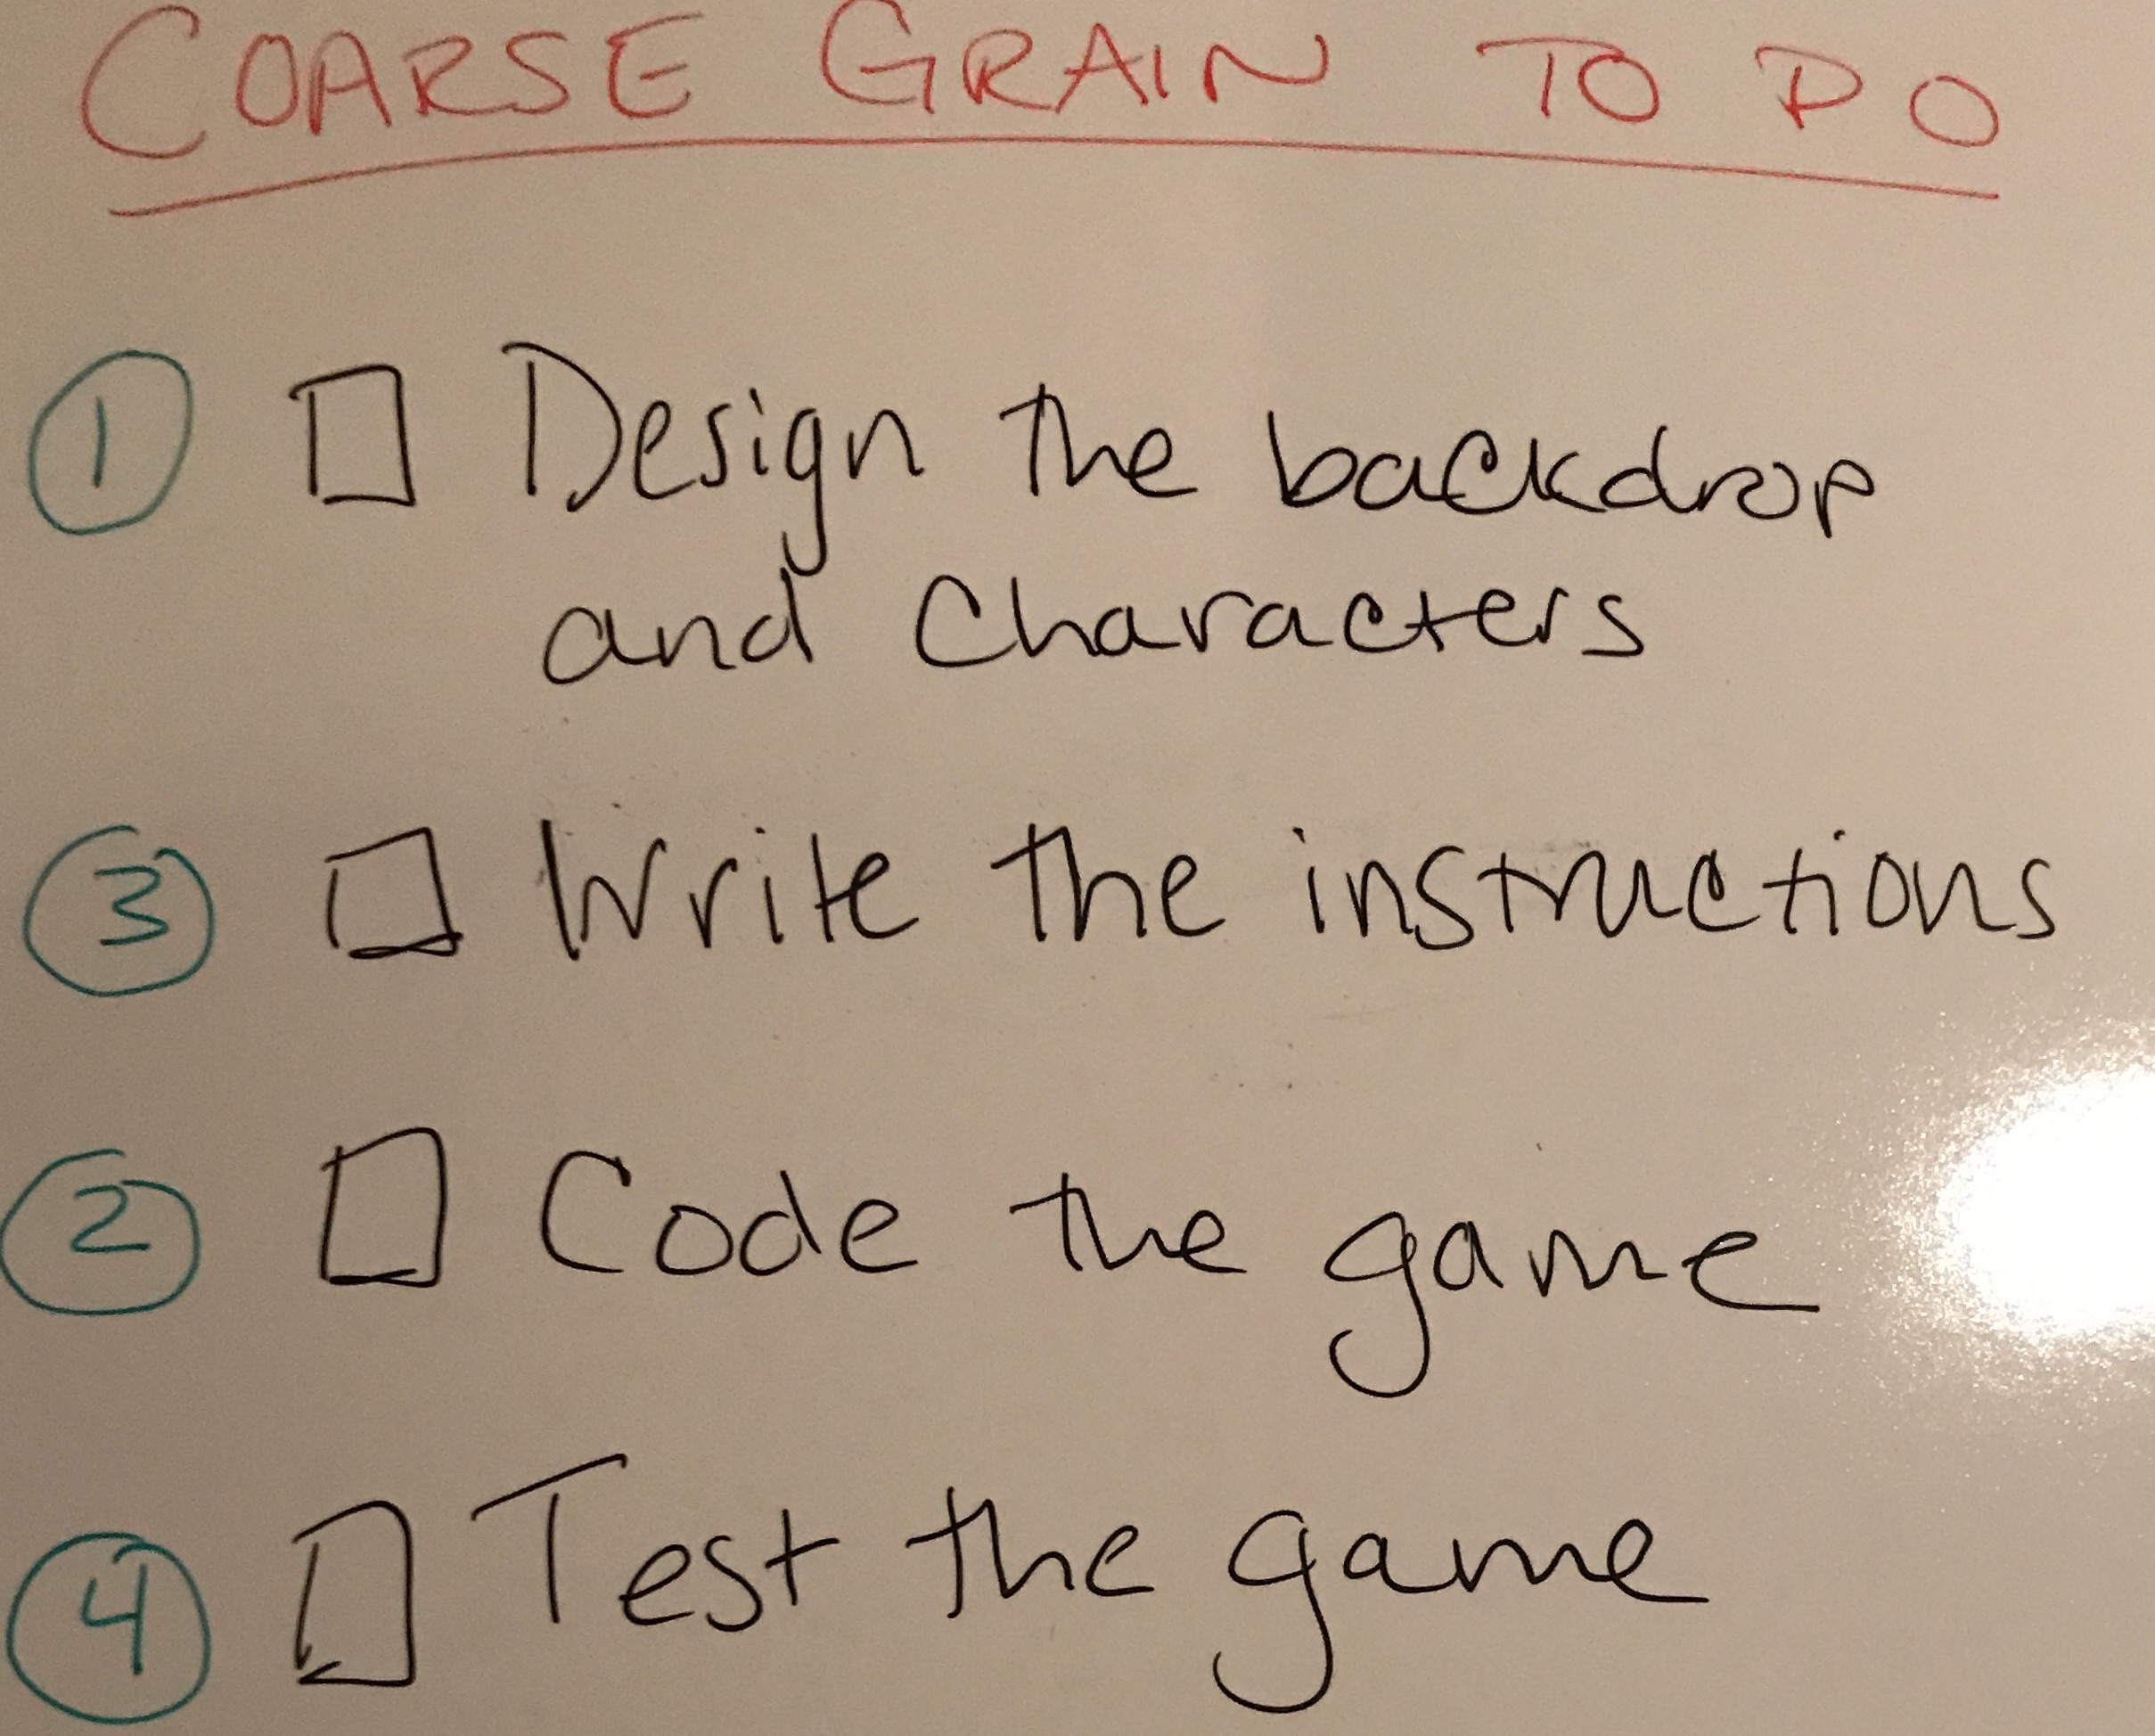 COARSE GRAIN TO DO
1 Design the backdrop
and characters
3 Write the instructions
2 Code the game
4 Test the game